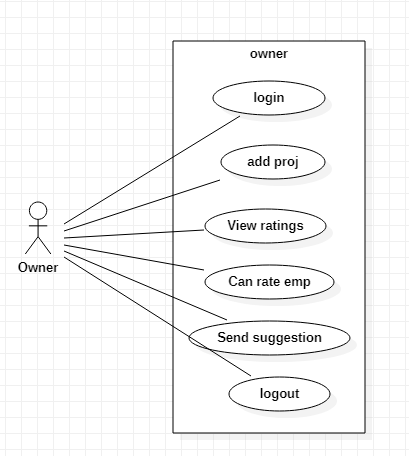 owner
login
add proj
View ratings
Can rate emp
Send suggestion
logout
Owner